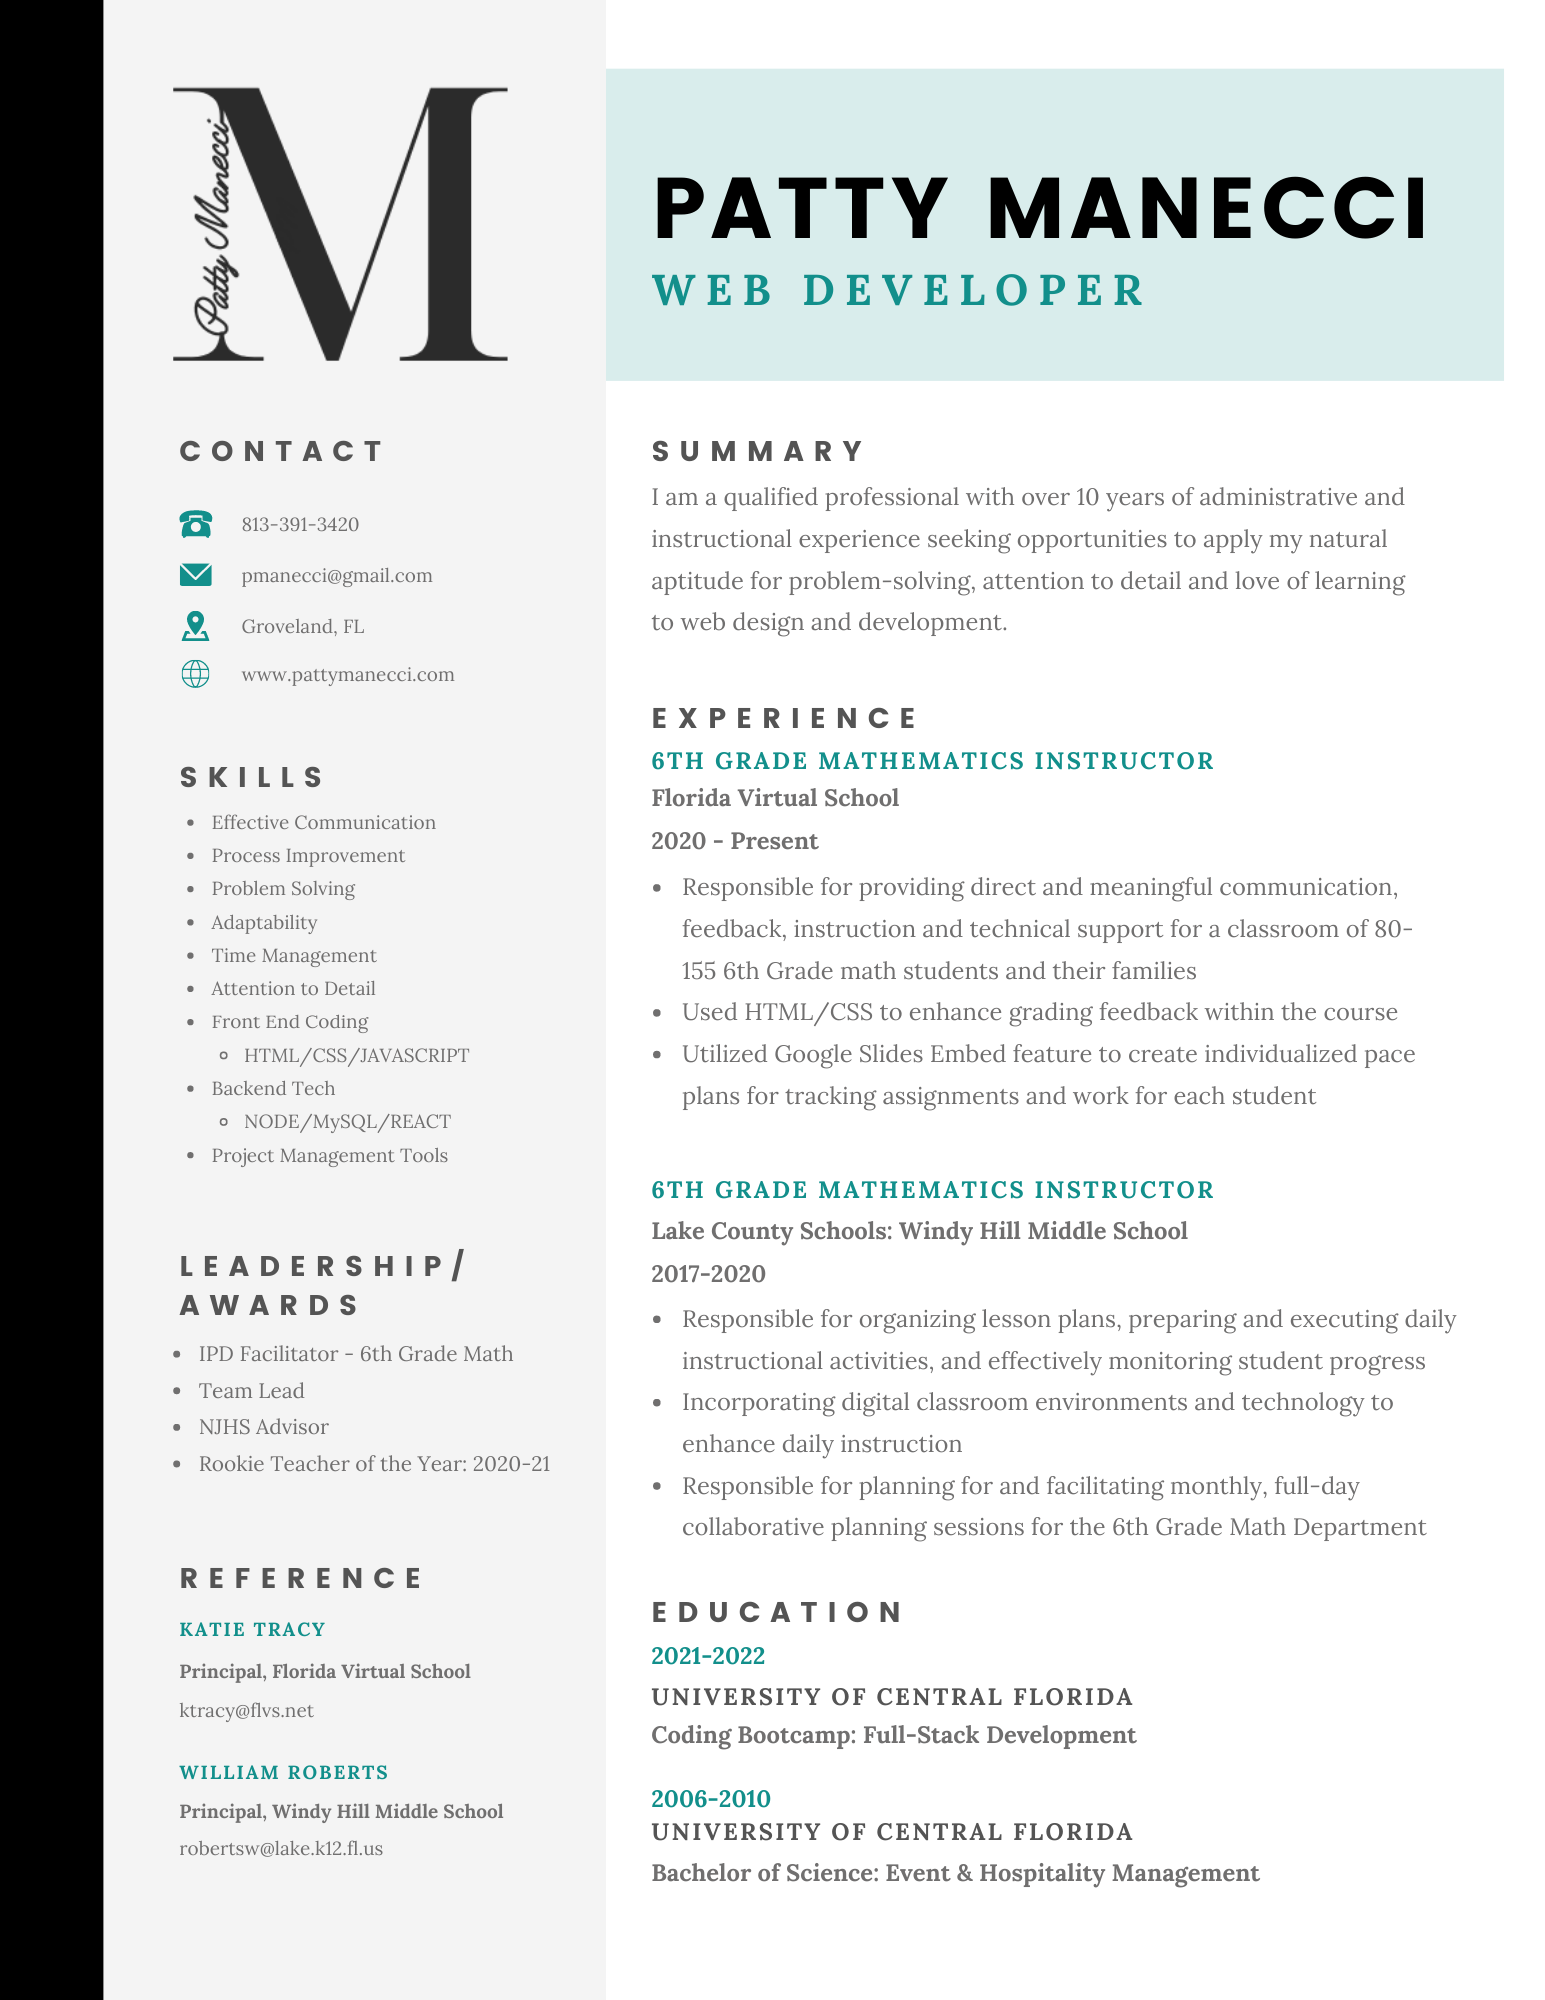 Patty Manecci
M
PATTY MANECCI
WEB DEVELOPER
CONTACT
813-391-3420
pmanecci@gmail.com
Groveland, FL
www.pattymanecci.com
SKILLS
• Effective Communication
• Process Improvement
• Problem Solving
• Adaptability
• Time Management
• Attention to Detail
• Front End Coding
◦ HTML/CSS/JAVASCRIPT
• Backend Tech
◦ NODE/MySQL/REACT
• Project Management Tools
LEADERSHIP/
AWARDS
• IPD Facilitator - 6th Grade Math
• Team Lead
• NJHS Advisor
• Rookie Teacher of the Year: 2020-21
REFERENCE
KATIE TRACY
Principal, Florida Virtual School
ktracy@flvs.net
WILLIAM ROBERTS
Principal, Windy Hill Middle School
robertsw@lake.k12.fl.us
SUMMARY
I am a qualified professional with over 10 years of administrative and
instructional experience seeking opportunities to apply my natural
aptitude for problem-solving, attention to detail and love of learning
to web design and development.
EXPERIENCE
6TH GRADE MATHEMATICS INSTRUCTOR
Florida Virtual School
2020 - Present
• Responsible for providing direct and meaningful communication,
feedback, instruction and technical support for a classroom of 80-
155 6th Grade math students and their families
• Used HTML/CSS to enhance grading feedback within the course
• Utilized Google Slides Embed feature to create individualized pace
plans for tracking assignments and work for each student
6TH GRADE MATHEMATICS INSTRUCTOR
Lake County Schools: Windy Hill Middle School
2017-2020
• Responsible for organizing lesson plans, preparing and executing daily
instructional activities, and effectively monitoring student progress
• Incorporating digital classroom environments and technology to
enhance daily instruction
• Responsible for planning for and facilitating monthly, full-day
collaborative planning sessions for the 6th Grade Math Department
EDUCATION
2021-2022
UNIVERSITY OF CENTRAL FLORIDA
Coding Bootcamp: Full-Stack Development
2006-2010
UNIVERSITY OF CENTRAL FLORIDA
Bachelor of Science: Event & Hospitality Management